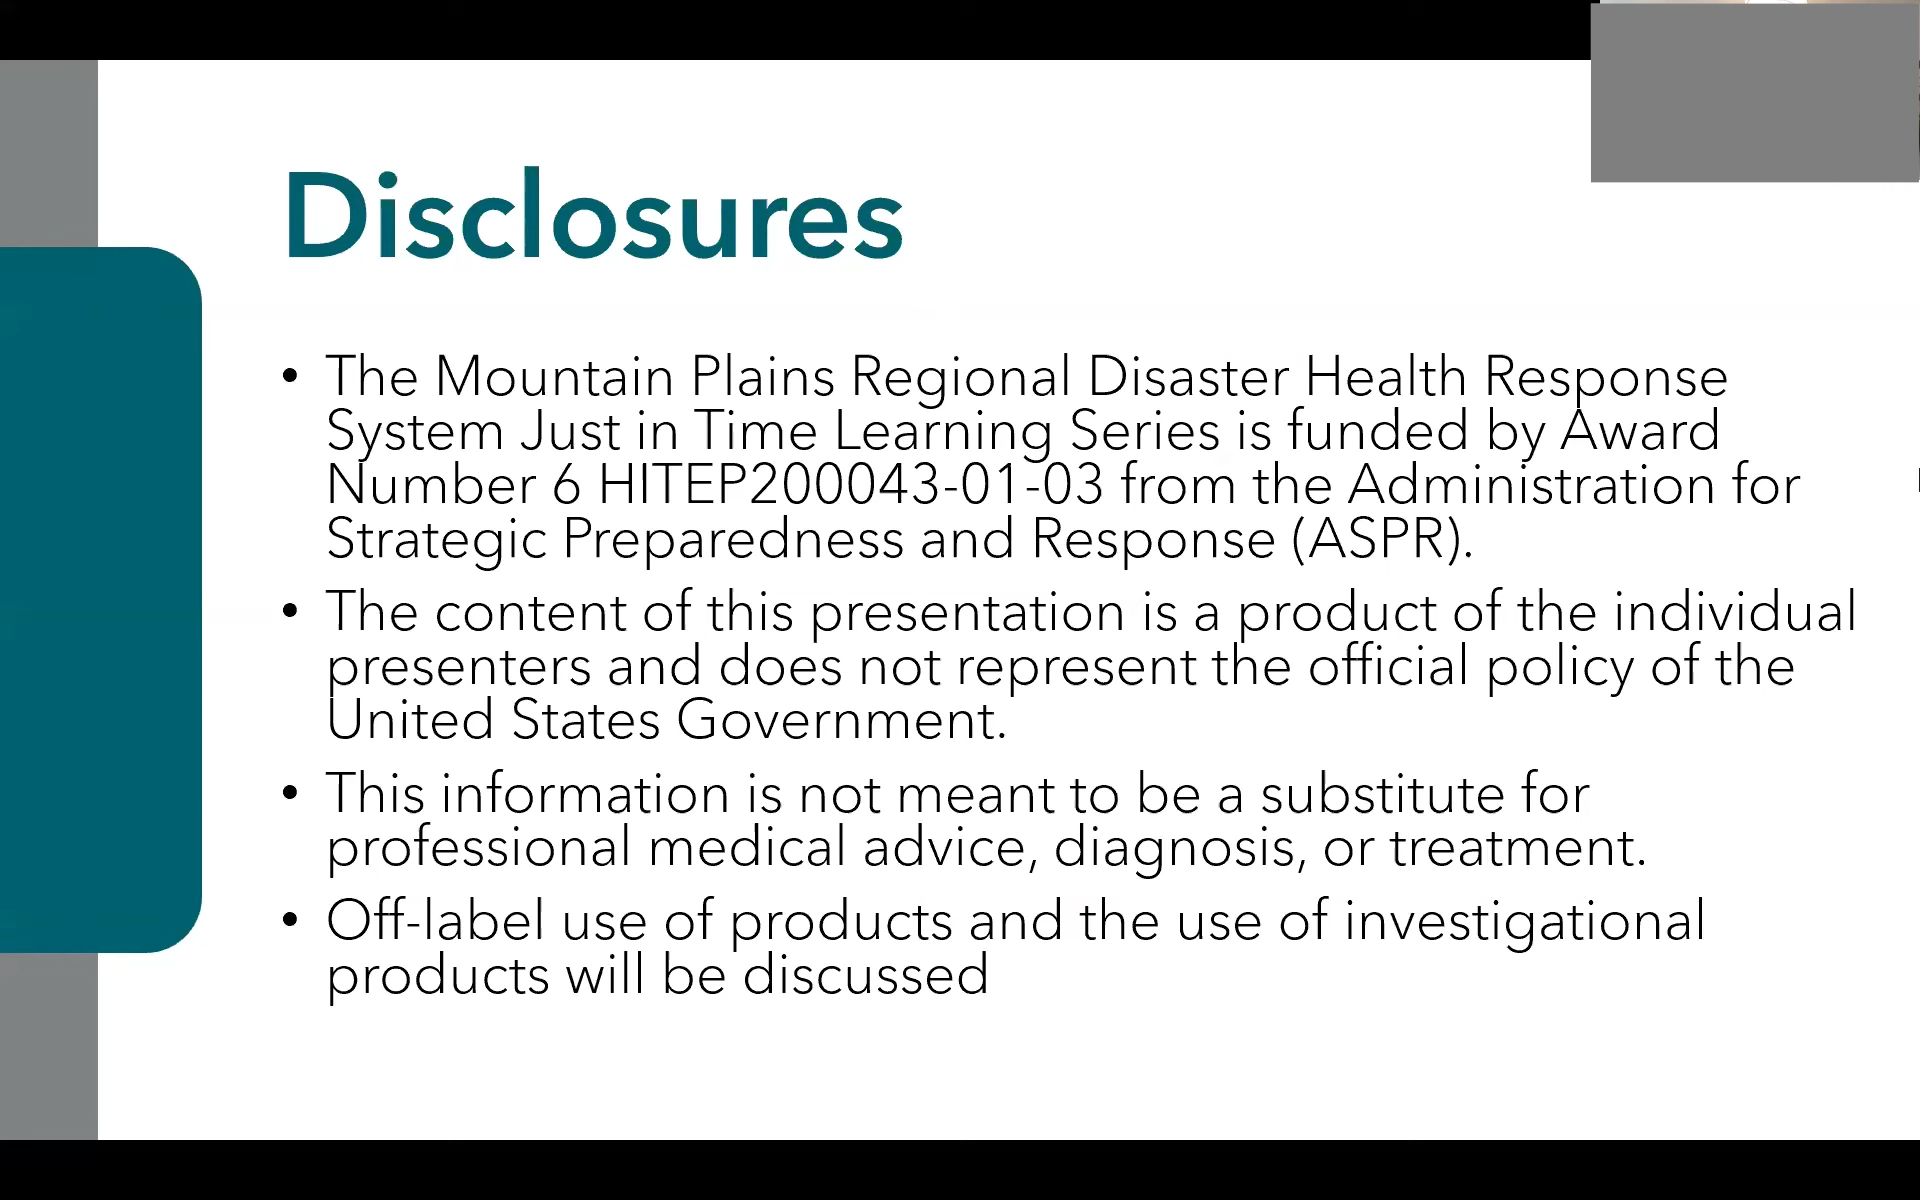 Disclosures
• The Mountain Plains Regional Disaster Health Response
System Just in Time Learning Series is funded by Award
Number 6 HITEP200043-01-03 from the Administration for
Strategic Preparedness and Response (ASPR).
• The content of this presentation is a product of the individual
presenters and does not represent the official policy of the
United States Government.
• This information is not meant to be a substitute for
professional medical advice, diagnosis, or treatment.
• Off-label use of products and the use of investigational
products will be discussed